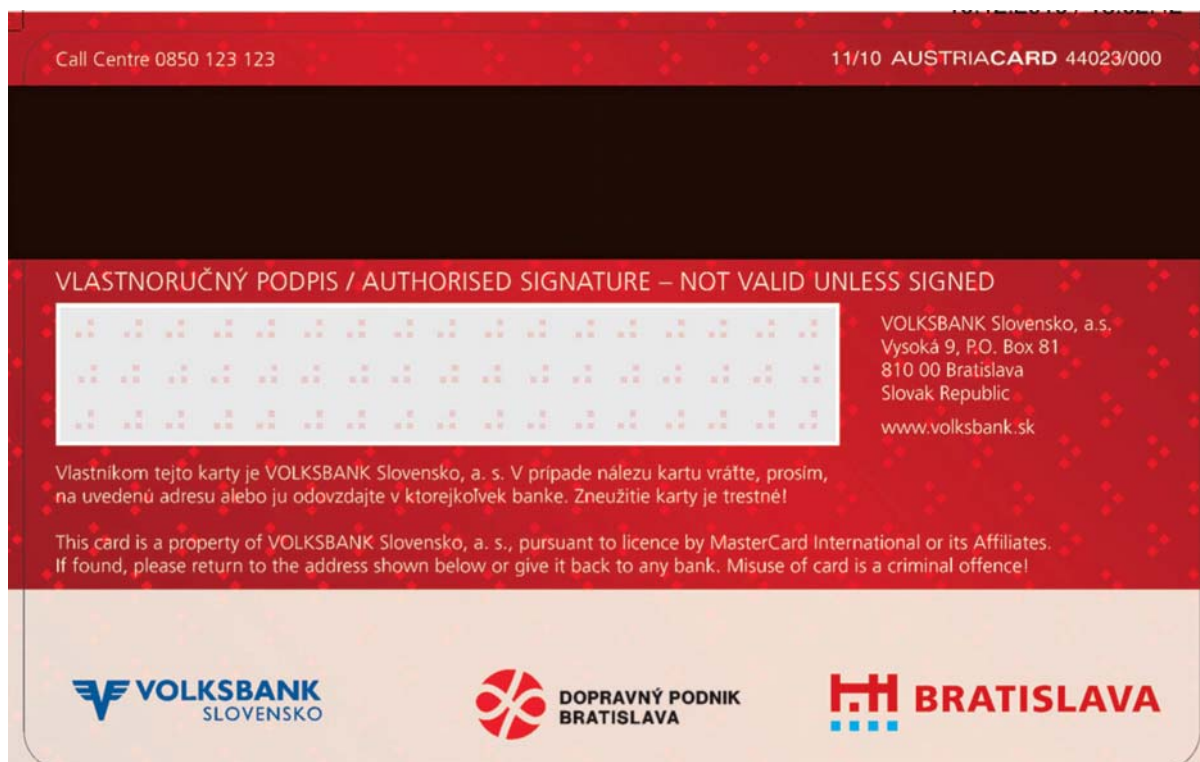 Call Centre 0850 123 123
11/10 AUSTRIACARD 44023/000
VLASTNORUČNÝ PODPIS / AUTHORISED SIGNATURE – NOT VALID UNLESS SIGNED
VOLKSBANK Slovensko, a.s.
Vysoká 9, P.O. Box 81
810 00 Bratislava
Slovak Republic
www.volksbank.sk
Vlastníkom tejto karty je VOLKSBANK Slovensko, a. s. V prípade nálezu kartu vráťte, prosím,
na uvedenú adresu alebo ju odovzdajte v ktorejkoľvek banke. Zneužitie karty je trestné!
This card is a property of VOLKSBANK Slovensko, a. s., pursuant to licence by MasterCard International or its Affiliates.
If found, please return to the address shown below or give it back to any bank. Misuse of card is a criminal offence!
VOLKSBANK
SLOVENSKO
DOPRAVNÝ PODNIK
BRATISLAVA
BRATISLAVA